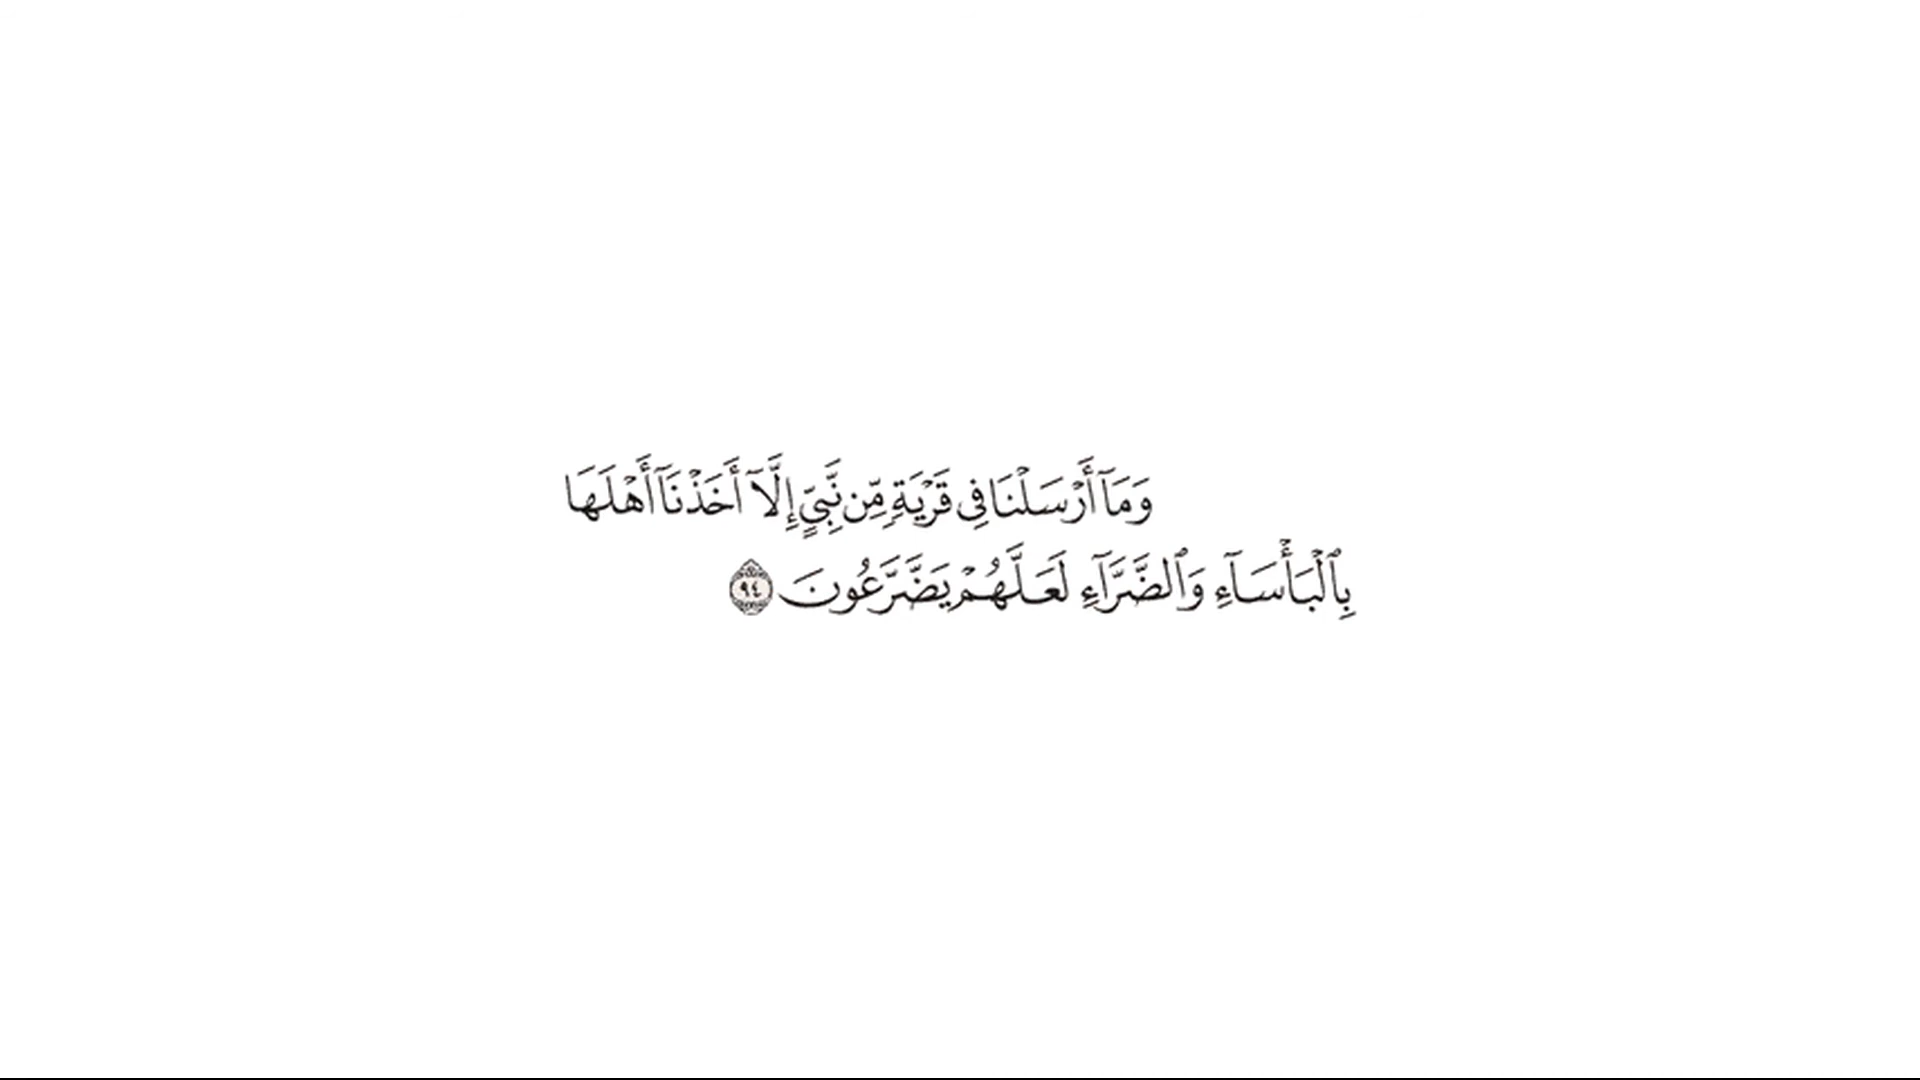 وَمَآ أَرۡسَلۡنَا فِي قَرۡيَةٖ مِّن نَّبِيٍّ إِلَّآ أَخَذۡنَآ أَهۡلَهَا
بِٱلۡبَأۡسَآءِ وَٱلضَّرَّآءِ لَعَلَّهُمۡ يَضَّرَّعُونَ ٩٤